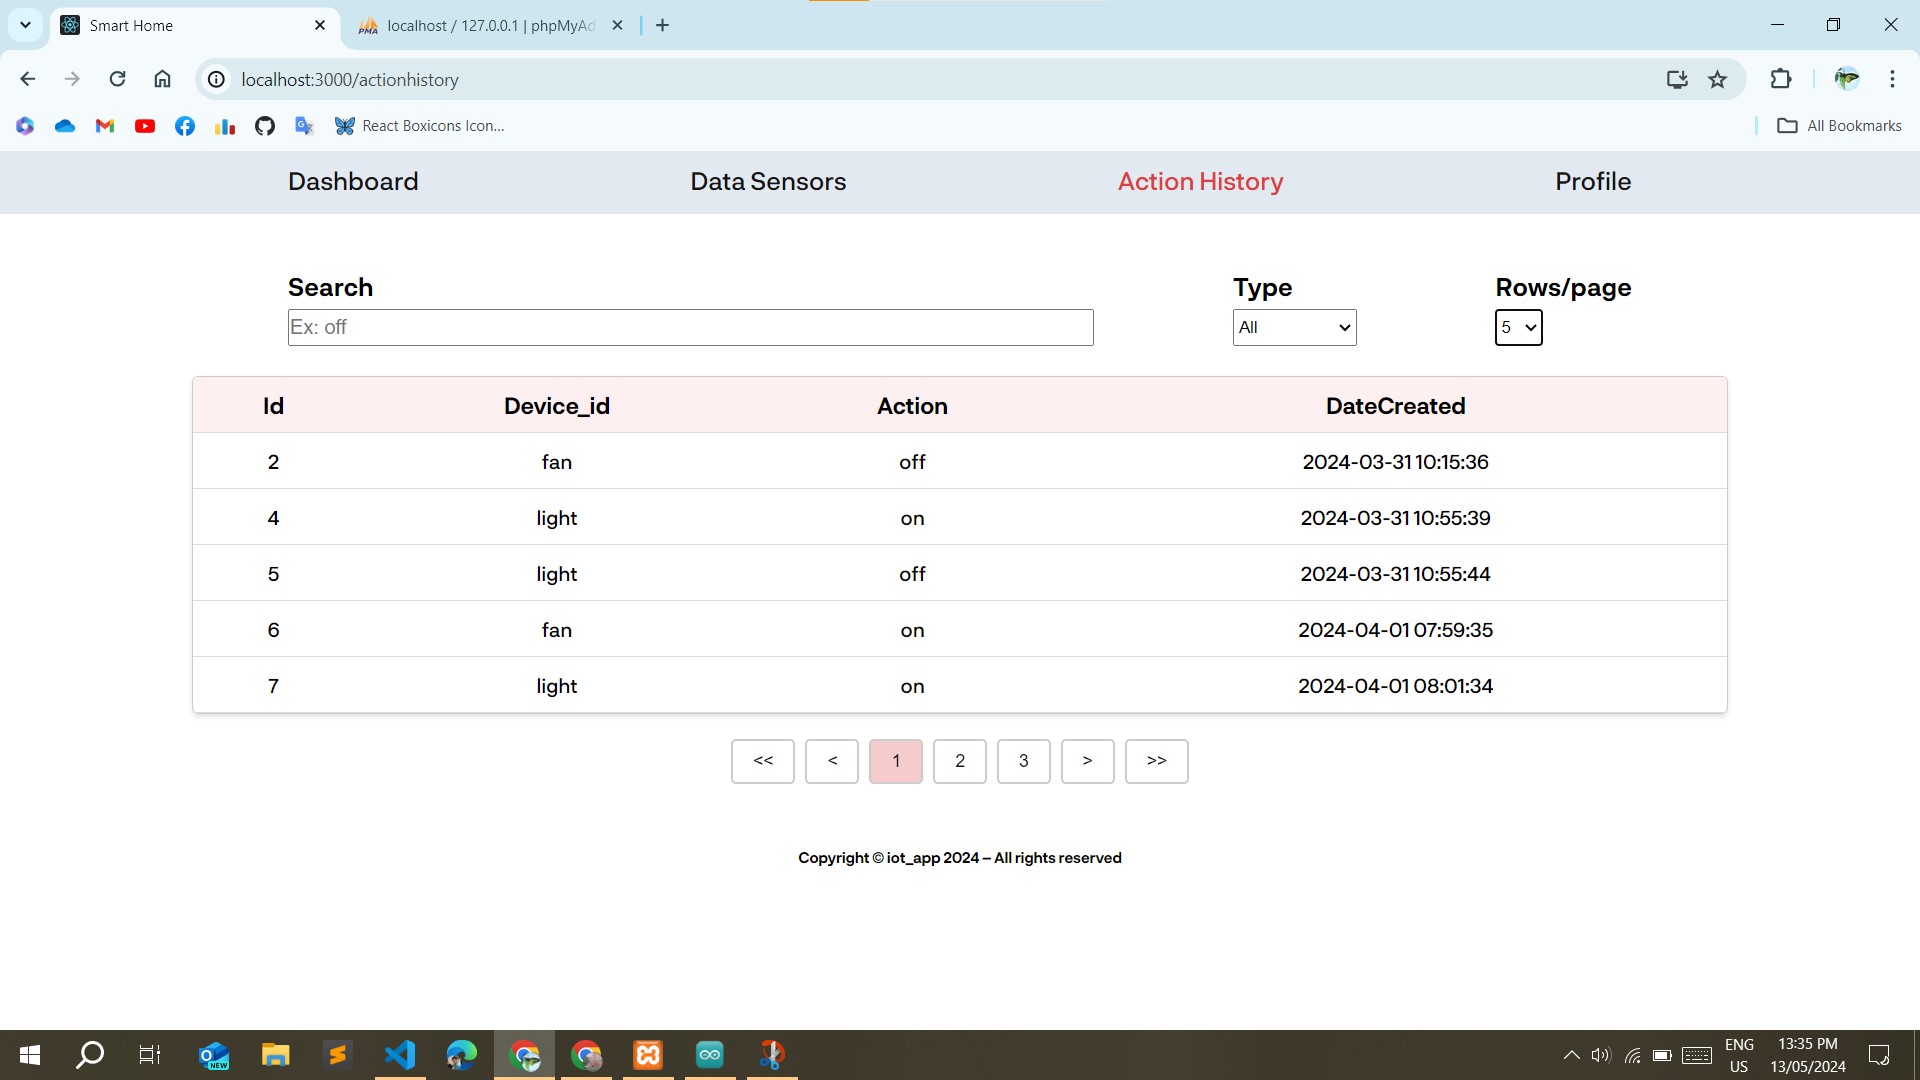 Smart Home
localhost / 127.0.0.1 | phpMyAd
localhost:3000/actionhistory
React Boxicons Icon...
All Bookmarks
Dashboard Data Sensors Action History Profile
Search Type Rows/page
Ex: off All 5
Id Device_id Action DateCreated
2 fan off 2024-03-31 10:15:36
4 light on 2024-03-31 10:55:39
5 light off 2024-03-31 10:55:44
6 fan on 2024-04-01 07:59:35
7 light on 2024-04-01 08:01:34
<< < 1 2 3 > >>
Copyright © iot_app 2024 – All rights reserved
NEW
ENG
US
13:35 PM
13/05/2024